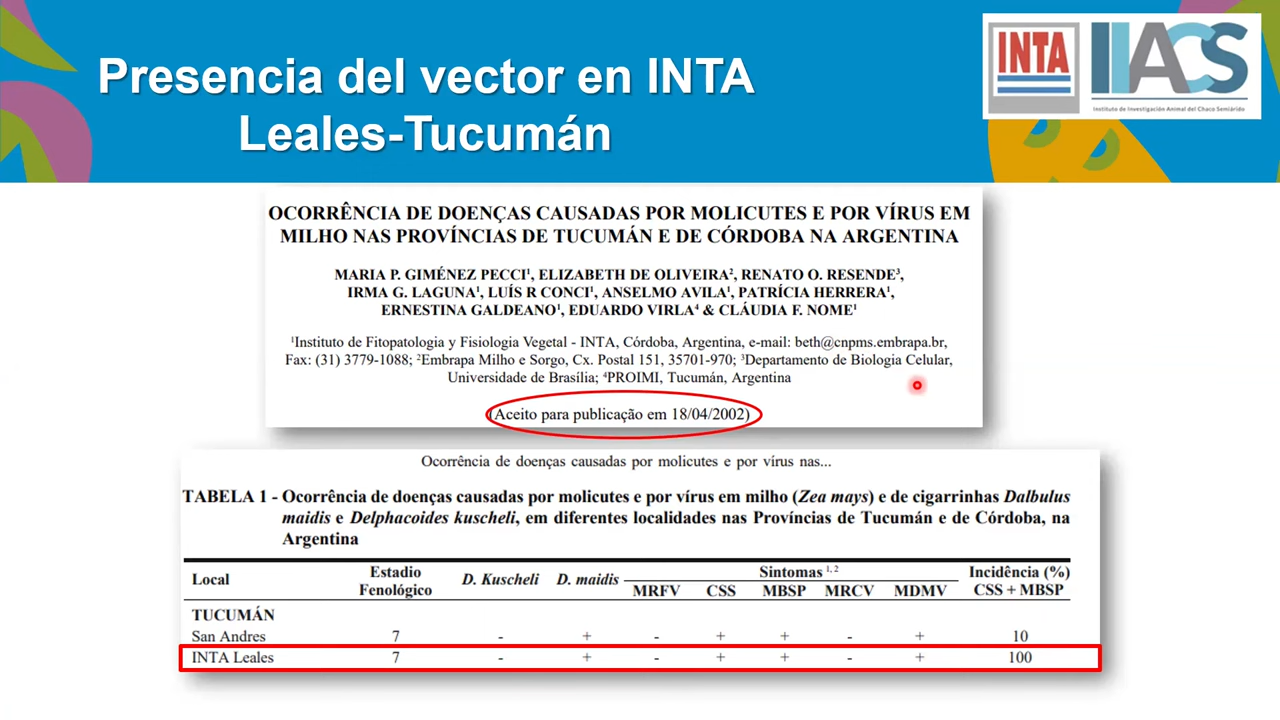 Presencia del vector en INTA
Leales-Tucumán
INTA
IIACS
Instituto de Investigación Animal del Chaco Semiárido
OCORRÊNCIA DE DOENÇAS CAUSADAS POR MOLICUTES E POR VÍRUS EM
MILHO NAS PROVÍNCIAS DE TUCUMÁN E DE CÓRDOBA NA ARGENTINA
MARIA P. GIMÉNEZ PECCI¹, ELIZABETH DE OLIVEIRA², RENATO O. RESENDE³,
IRMA G. LAGUNA¹, LUÍS R CONCI¹, ANSELMO AVILA¹, PATRÍCIA HERRERA¹,
ERNESTINA GALDEANO¹, EDUARDO VIRLA⁴ & CLÁUDIA F. NOME¹
¹Instituto de Fitopatologia y Fisiologia Vegetal - INTA, Córdoba, Argentina, e-mail: beth@cnpms.embrapa.br,
Fax: (31) 3779-1088; ²Embrapa Milho e Sorgo, Cx. Postal 151, 35701-970; ³Departamento de Biologia Celular,
Universidade de Brasília; ⁴PROIMI, Tucumán, Argentina
(Aceito para publicação em 18/04/2002)
Ocorrência de doenças causadas por molicutes e por vírus nas...
TABELA 1 - Ocorrência de doenças causadas por molicutes e por vírus em milho (Zea mays) e de cigarrinhas Dalbulus
maidis e Delphacoides kuscheli, em diferentes localidades nas Províncias de Tucumán e de Córdoba, na
Argentina
Local Estadio Fenológico D. Kuscheli D. maidis Sintomas ¹,² Incidência (%) CSS + MBSP
MRFV CSS MBSP MRCV MDMV
TUCUMÁN
San Andres 7 - + - + + - + 10
INTA Leales 7 - + - + + - + 100